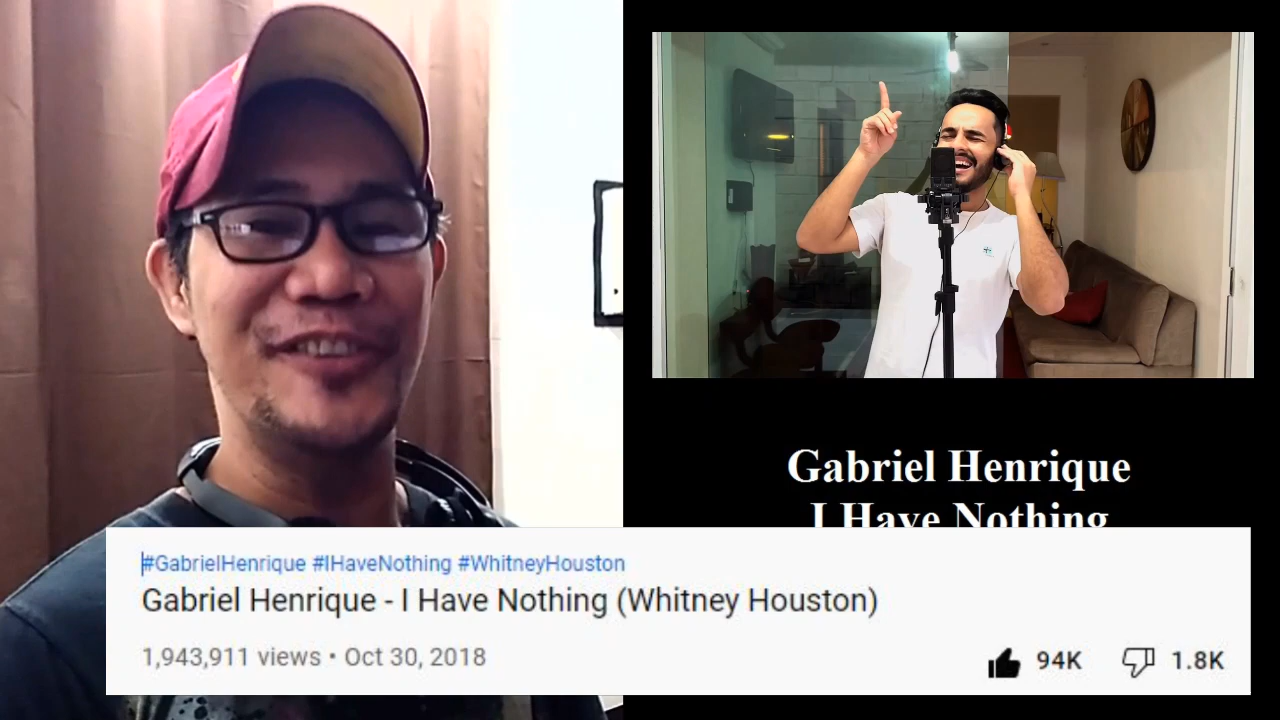 Gabriel Henrique
I Have Nothing
#GabrielHenrique #IHaveNothing #WhitneyHouston
Gabriel Henrique - I Have Nothing (Whitney Houston)
1,943,911 views • Oct 30, 2018
94K 1.8K